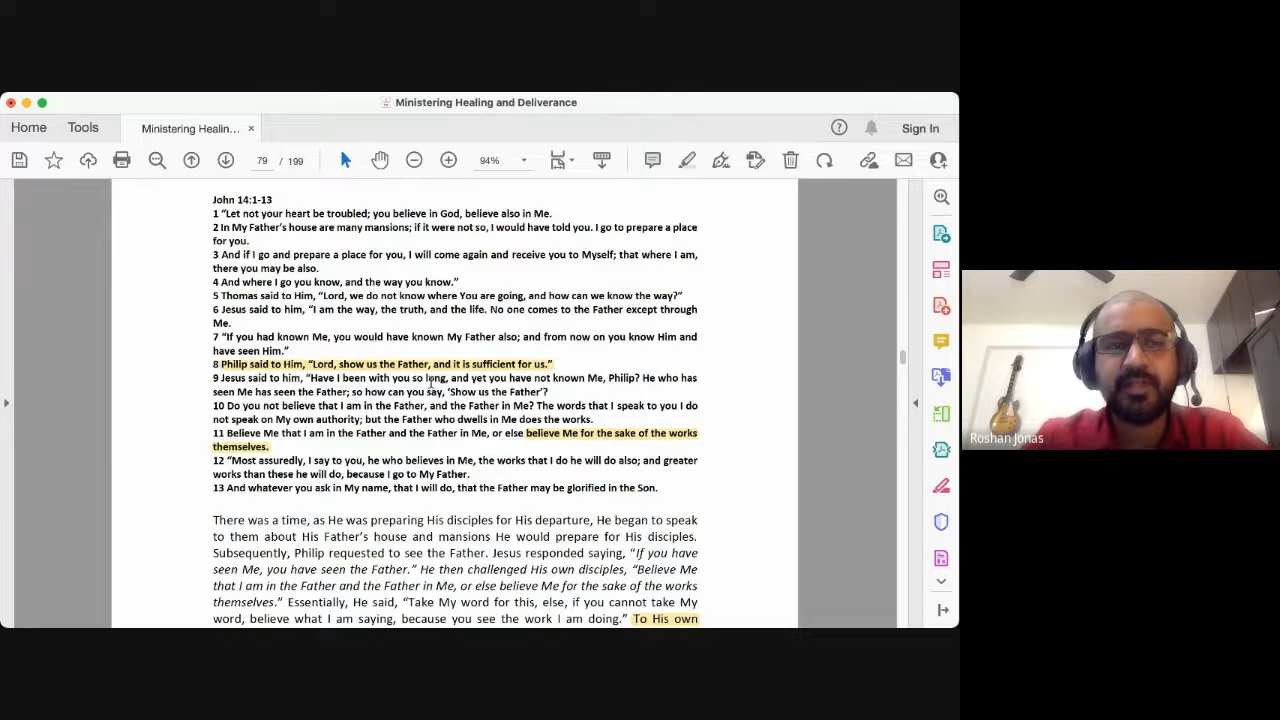 Ministering Healing and Deliverance
Home Tools Ministering Healin... × Sign In
79 / 199 94%
John 14:1-13
1 “Let not your heart be troubled; you believe in God, believe also in Me.
2 In My Father’s house are many mansions; if it were not so, I would have told you. I go to prepare a place
for you.
3 And if I go and prepare a place for you, I will come again and receive you to Myself; that where I am,
there you may be also.
4 And where I go you know, and the way you know.”
5 Thomas said to Him, “Lord, we do not know where You are going, and how can we know the way?”
6 Jesus said to him, “I am the way, the truth, and the life. No one comes to the Father except through
Me.
7 “If you had known Me, you would have known My Father also; and from now on you know Him and
have seen Him.”
8 Philip said to Him, “Lord, show us the Father, and it is sufficient for us.”
9 Jesus said to him, “Have I been with you so long, and yet you have not known Me, Philip? He who has
seen Me has seen the Father; so how can you say, ‘Show us the Father’?
10 Do you not believe that I am in the Father, and the Father in Me? The words that I speak to you I do
not speak on My own authority; but the Father who dwells in Me does the works.
11 Believe Me that I am in the Father and the Father in Me, or else believe Me for the sake of the works
themselves.
12 “Most assuredly, I say to you, he who believes in Me, the works that I do he will do also; and greater
works than these he will do, because I go to My Father.
13 And whatever you ask in My name, that I will do, that the Father may be glorified in the Son.
There was a time, as He was preparing His disciples for His departure, He began to speak
to them about His Father’s house and mansions He would prepare for His disciples.
Subsequently, Philip requested to see the Father. Jesus responded saying, “If you have
seen Me, you have seen the Father.” He then challenged His own disciples, “Believe Me
that I am in the Father and the Father in Me, or else believe Me for the sake of the works
themselves.” Essentially, He said, “Take My word for this, else, if you cannot take My
word, believe what I am saying, because you see the work I am doing.” To His own
Roshan Jonas